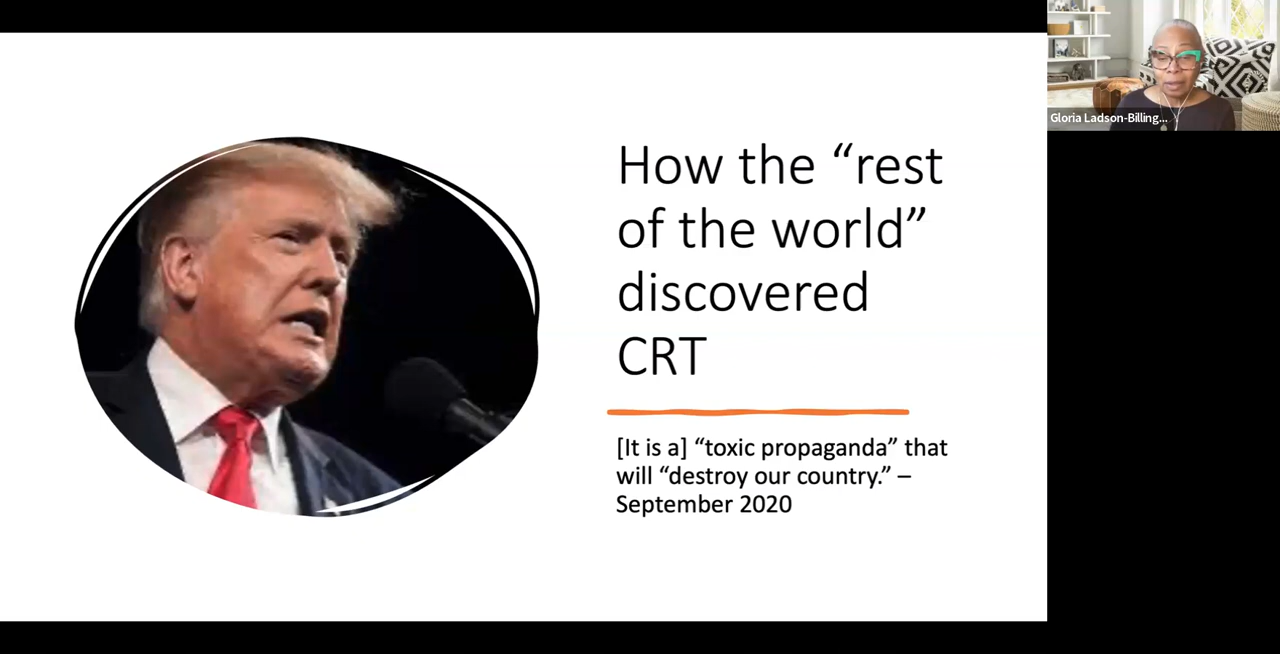 How the “rest
of the world”
discovered
CRT
[It is a] “toxic propaganda” that
will “destroy our country.” –
September 2020
Gloria Ladson-Billing...